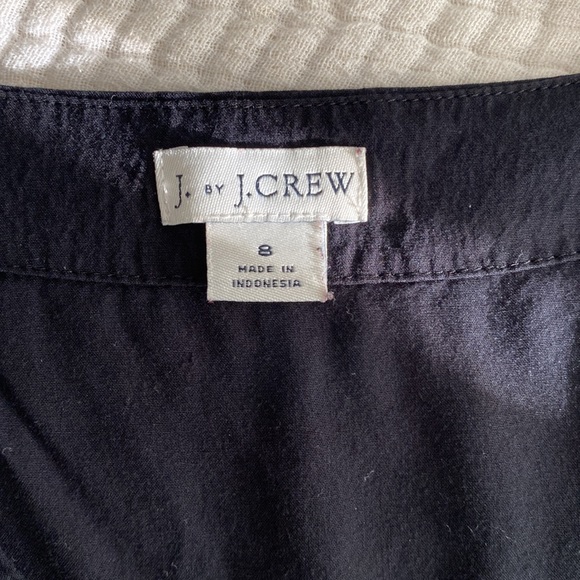 J. BY J.CREW
8
MADE IN
INDONESIA